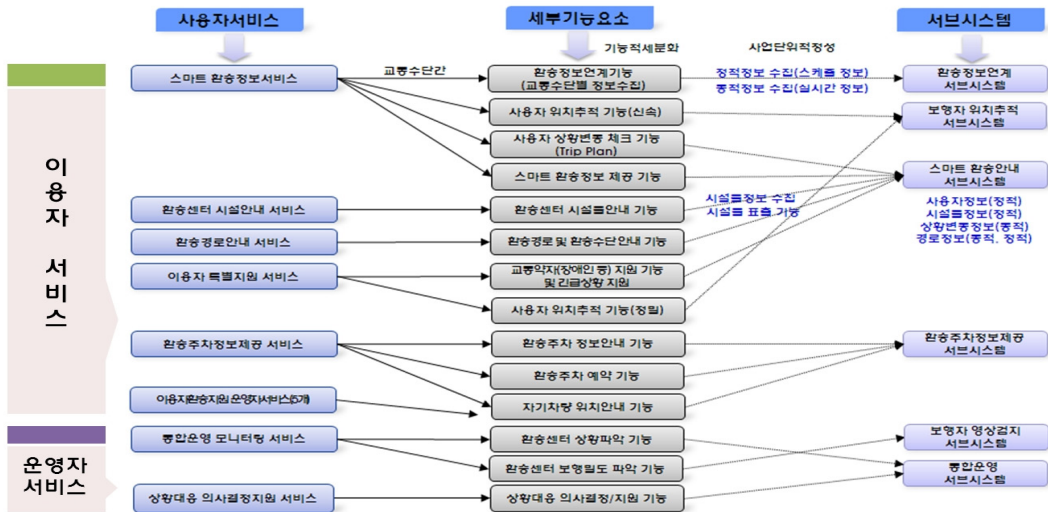 사용자서비스
세부기능요소
서브시스템
기능적세분화
사업단위적정성
이용자 서비스
스마트 환승정보서비스
교통수단간
환승정보연계기능
(교통수단별 정보수집)
정적정보 수집(스케줄 정보)
동적정보 수집(실시간 정보)
환승정보연계
서브시스템
사용자 위치추적 기능(신속)
보행자 위치추적
서브시스템
사용자 상황변동 체크 기능
(Trip Plan)
스마트 환승정보 제공 기능
스마트 환승안내
서브시스템
환승센터 시설안내 서비스
환승센터 시설물안내 기능
시설물정보 수집
시설물 표출 기능
사용자정보(정적)
시설물정보(정적)
상황변동정보(동적)
경로정보(동적, 정적)
환승경로안내 서비스
환승경로 및 환승수단 안내 기능
이용자 특별지원 서비스
교통약자(장애인 등) 지원 기능
및 긴급상황 지원
사용자 위치추적 기능(정밀)
환승주차정보제공 서비스
환승주차 정보안내 기능
환승주차정보제공
서브시스템
환승주차 예약 기능
이용자환승지원 운영자서비스(5개)
자기차량 위치안내 기능
운영자
서비스
통합운영 모니터링 서비스
환승센터 상황파악 기능
보행자 영상검지
서브시스템
환승센터 보행밀도 파악 기능
통합운영
서브시스템
상황대응 의사결정지원 서비스
상황대응 의사결정/지원 기능